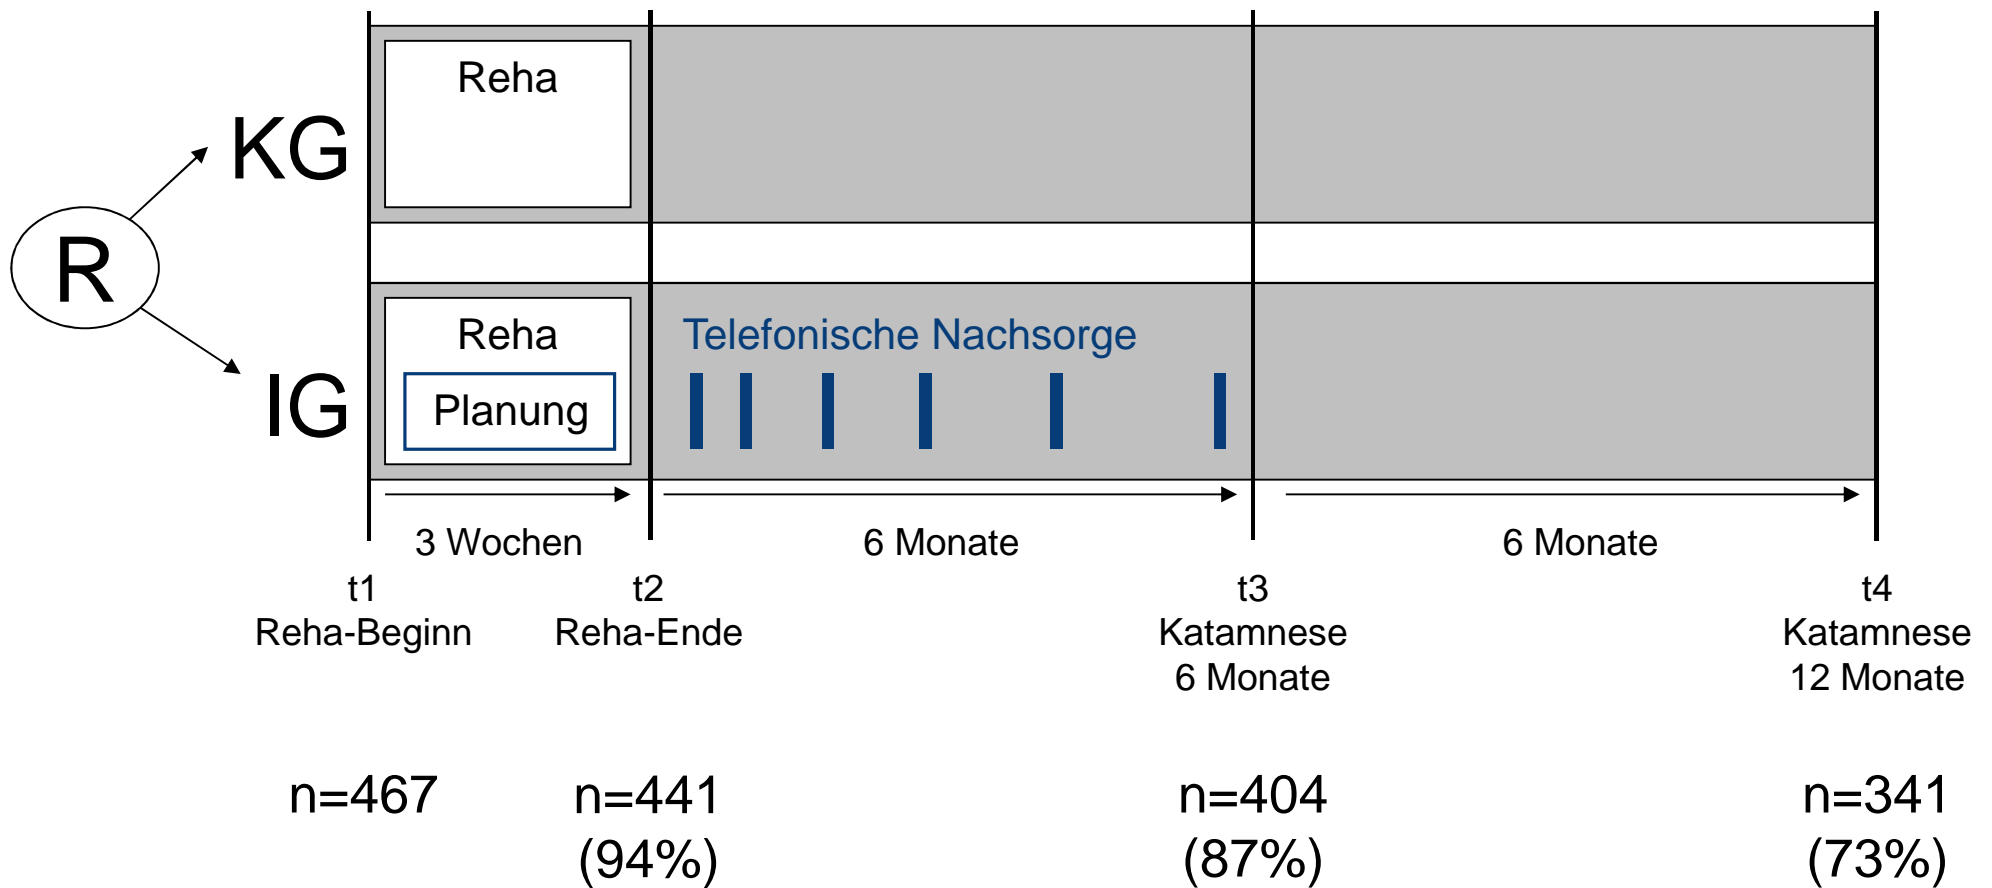 R
KG
Reha
IG
Reha
Planung
Telefonische Nachsorge
3 Wochen
6 Monate
6 Monate
t1
Reha-Beginn
t2
Reha-Ende
t3
Katamnese
6 Monate
t4
Katamnese
12 Monate
n=467
n=441
(94%)
n=404
(87%)
n=341
(73%)